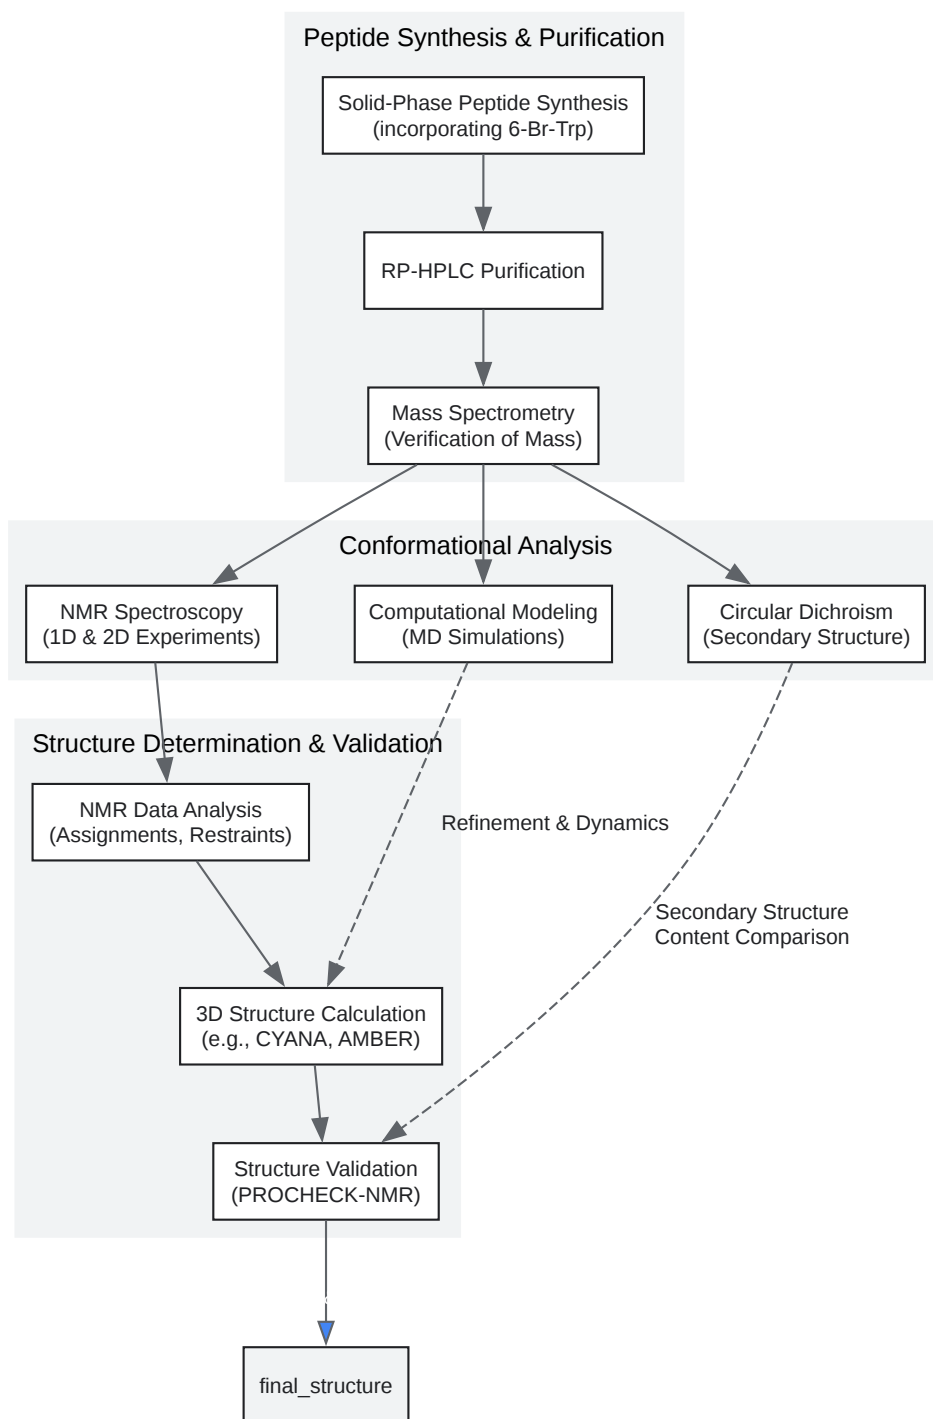 Peptide Synthesis & Purification
Solid-Phase Peptide Synthesis
(incorporating 6-Br-Trp)
RP-HPLC Purification
Mass Spectrometry
(Verification of Mass)
Conformational Analysis
NMR Spectroscopy
(1D & 2D Experiments)
Computational Modeling
(MD Simulations)
Circular Dichroism
(Secondary Structure)
Structure Determination & Validation
NMR Data Analysis
(Assignments, Restraints)
Refinement & Dynamics
Secondary Structure
Content Comparison
3D Structure Calculation
(e.g., CYANA, AMBER)
Structure Validation
(PROCHECK-NMR)
final_structure